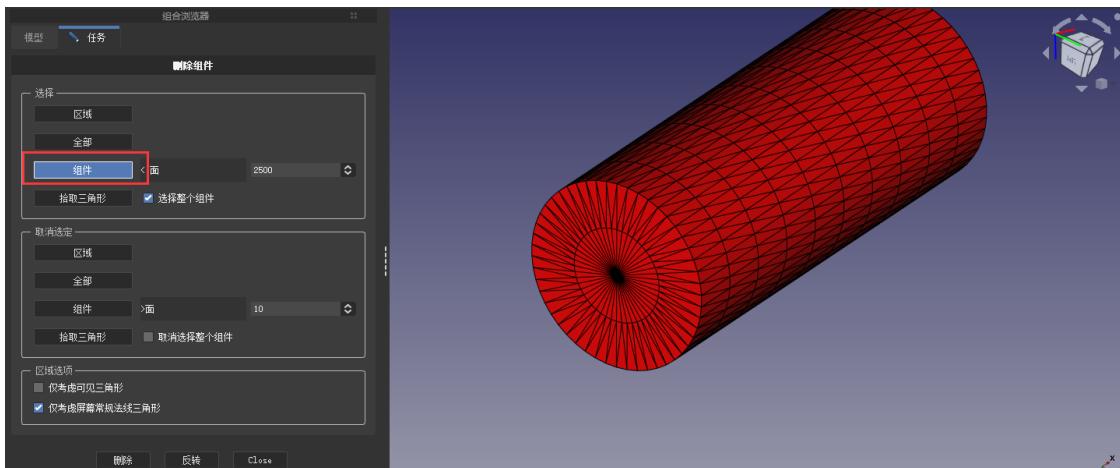 组合浏览器
模型
任务
删除组件
选择
区域
全部
组件 <面 2500
拾取三角形 选择整个组件
取消选定
区域
全部
组件 >面 10
拾取三角形 取消选择整个组件
区域选项
仅考虑可见三角形
仅考虑屏幕常规法线三角形
删除 反转 Close
X